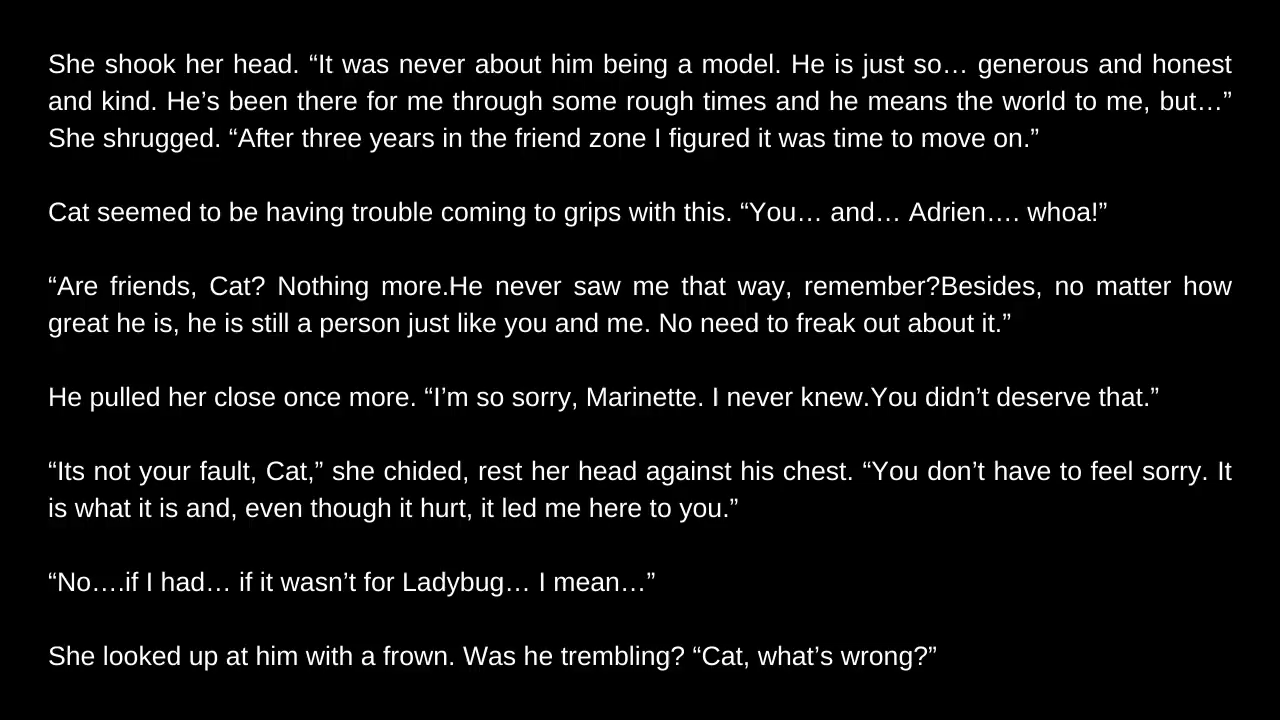 She shook her head. “It was never about him being a model. He is just so… generous and honest
and kind. He’s been there for me through some rough times and he means the world to me, but…”
She shrugged. “After three years in the friend zone I figured it was time to move on.”
Cat seemed to be having trouble coming to grips with this. “You… and… Adrien…. whoa!”
“Are friends, Cat? Nothing more.He never saw me that way, remember?Besides, no matter how
great he is, he is still a person just like you and me. No need to freak out about it.”
He pulled her close once more. “I’m so sorry, Marinette. I never knew.You didn’t deserve that.”
“Its not your fault, Cat,” she chided, rest her head against his chest. “You don’t have to feel sorry. It
is what it is and, even though it hurt, it led me here to you.”
“No….if I had… if it wasn’t for Ladybug… I mean…”
She looked up at him with a frown. Was he trembling? “Cat, what’s wrong?”